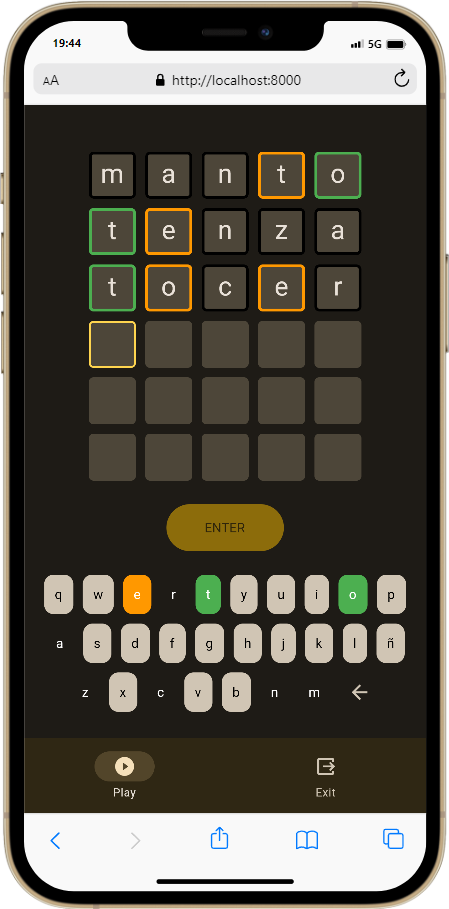 19:44
5G
AA
http://localhost:8000
m a n t o
t e n z a
t o c e r
ENTER
q w e r t y u i o p
a s d f g h j k l ñ
z x c v b n m
Play
Exit